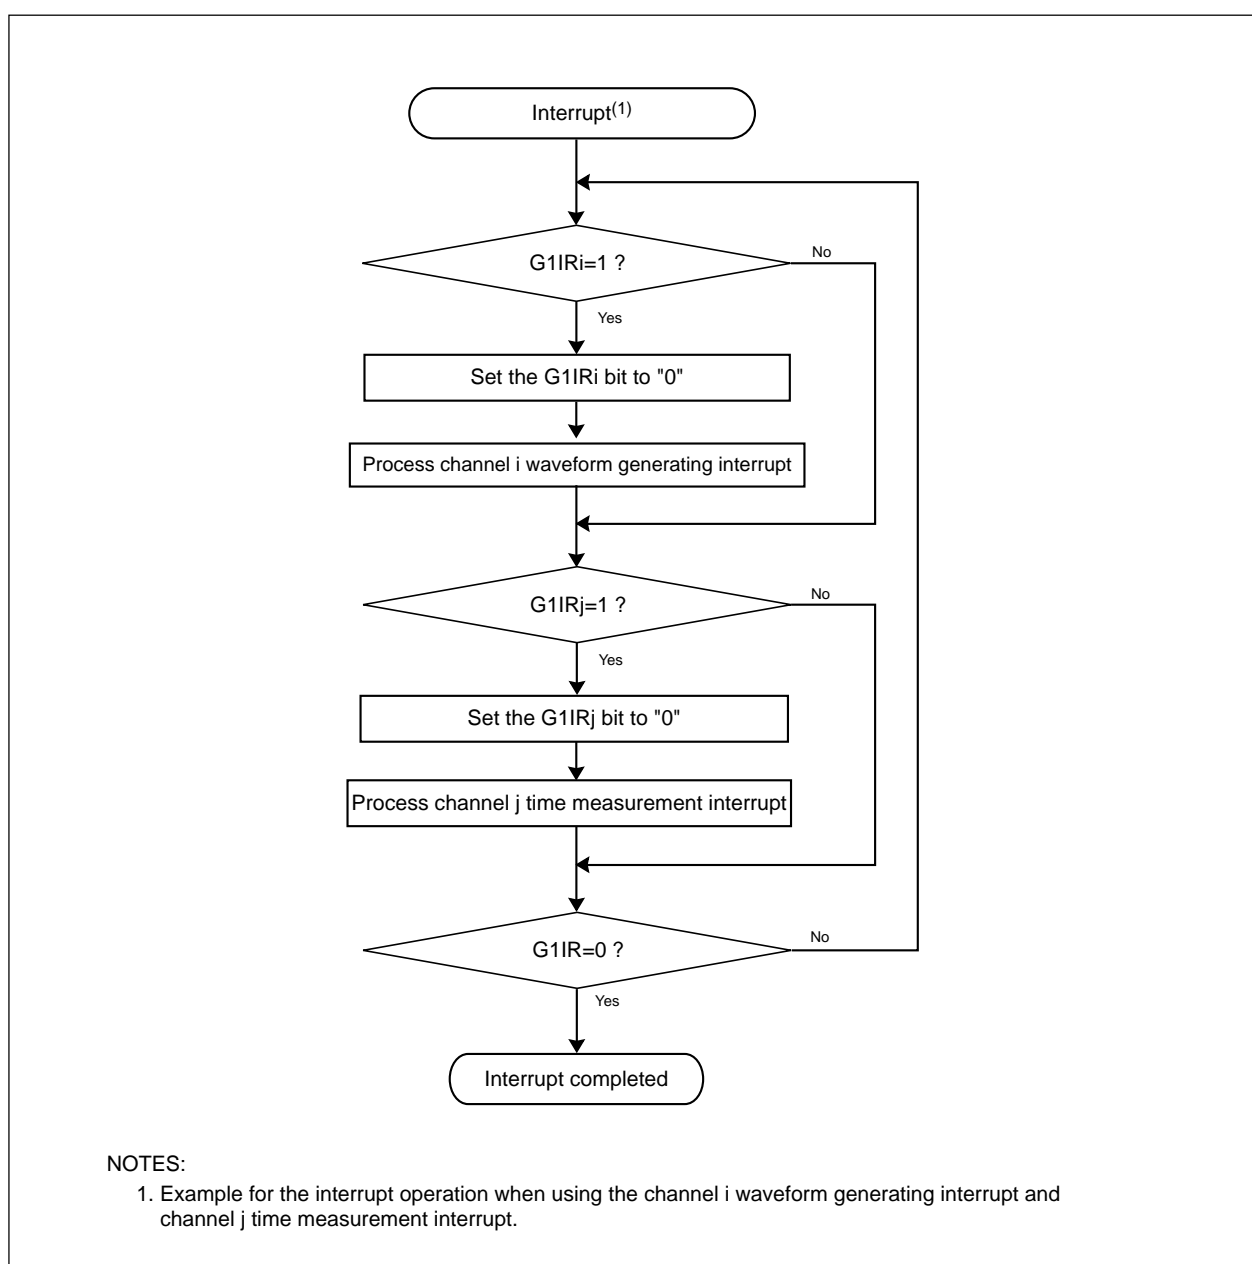 Interrupt(1)
G1IRi=1 ?
No
Yes
Set the G1IRi bit to "0"
Process channel i waveform generating interrupt
G1IRj=1 ?
No
Yes
Set the G1IRj bit to "0"
Process channel j time measurement interrupt
G1IR=0 ?
No
Yes
Interrupt completed
NOTES:
1. Example for the interrupt operation when using the channel i waveform generating interrupt and
channel j time measurement interrupt.